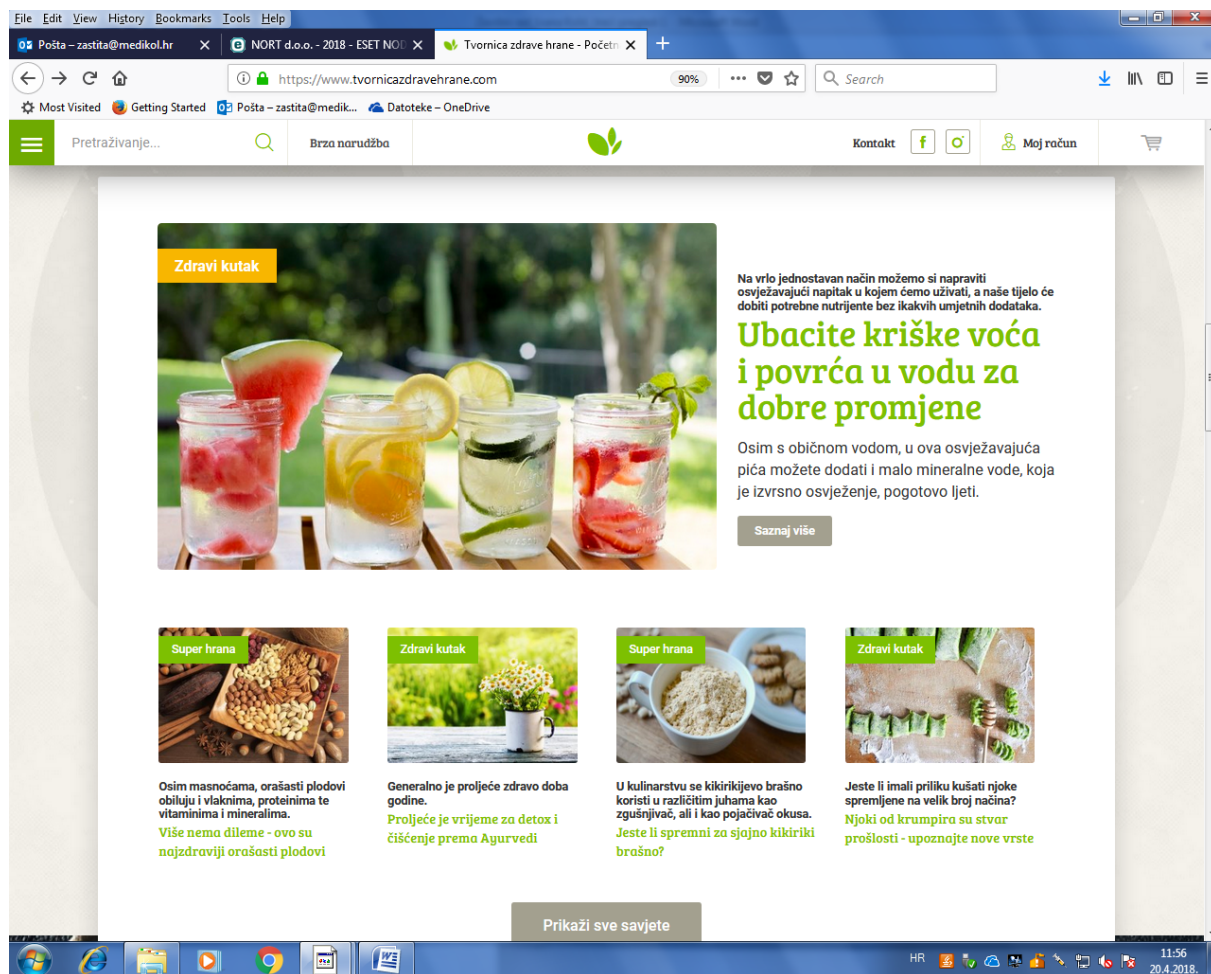 File Edit View History Bookmarks Tools Help
Pošta – zastita@medikol.hr
NORT d.o.o. - 2018 - ESET NOD
Tvornica zdrave hrane - Početn
https://www.tvornicazdravehrane.com
90%
Search
Most Visited
Getting Started
Pošta – zastita@medik...
Datoteke – OneDrive
Pretraživanje...
Brza narudžba
Kontakt
Moj račun
Zdravi kutak
Na vrlo jednostavan način možemo si napraviti
osvježavajući napitak u kojem ćemo uživati, a naše tijelo će
dobiti potrebne nutrijente bez ikakvih umjetnih dodataka.
Ubacite kriške voća
i povrća u vodu za
dobre promjene
Osim s običnom vodom, u ova osvježavajuća
pića možete dodati i malo mineralne vode, koja
je izvrsno osvježenje, pogotovo ljeti.
Saznaj više
Super hrana
Osim masnoćama, orašasti plodovi
obiluju i vlaknima, proteinima te
vitaminima i mineralima.
Više nema dileme - ovo su
najzdraviji orašasti plodovi
Zdravi kutak
Generalno je proljeće zdravo doba
godine.
Proljeće je vrijeme za detox i
čišćenje prema Ayurvedi
Super hrana
U kulinarstvu se kikirikijevo brašno
koristi u različitim juhama kao
zgušnjivač, ali i kao pojačivač okusa.
Jeste li spremni za sjajno kikiriki
brašno?
Zdravi kutak
Jeste li imali priliku kušati njoke
spremljene na velik broj načina?
Njoki od krumpira su stvar
prošlosti - upoznajte nove vrste
Prikaži sve savjete
HR
11:56
20.4.2018.